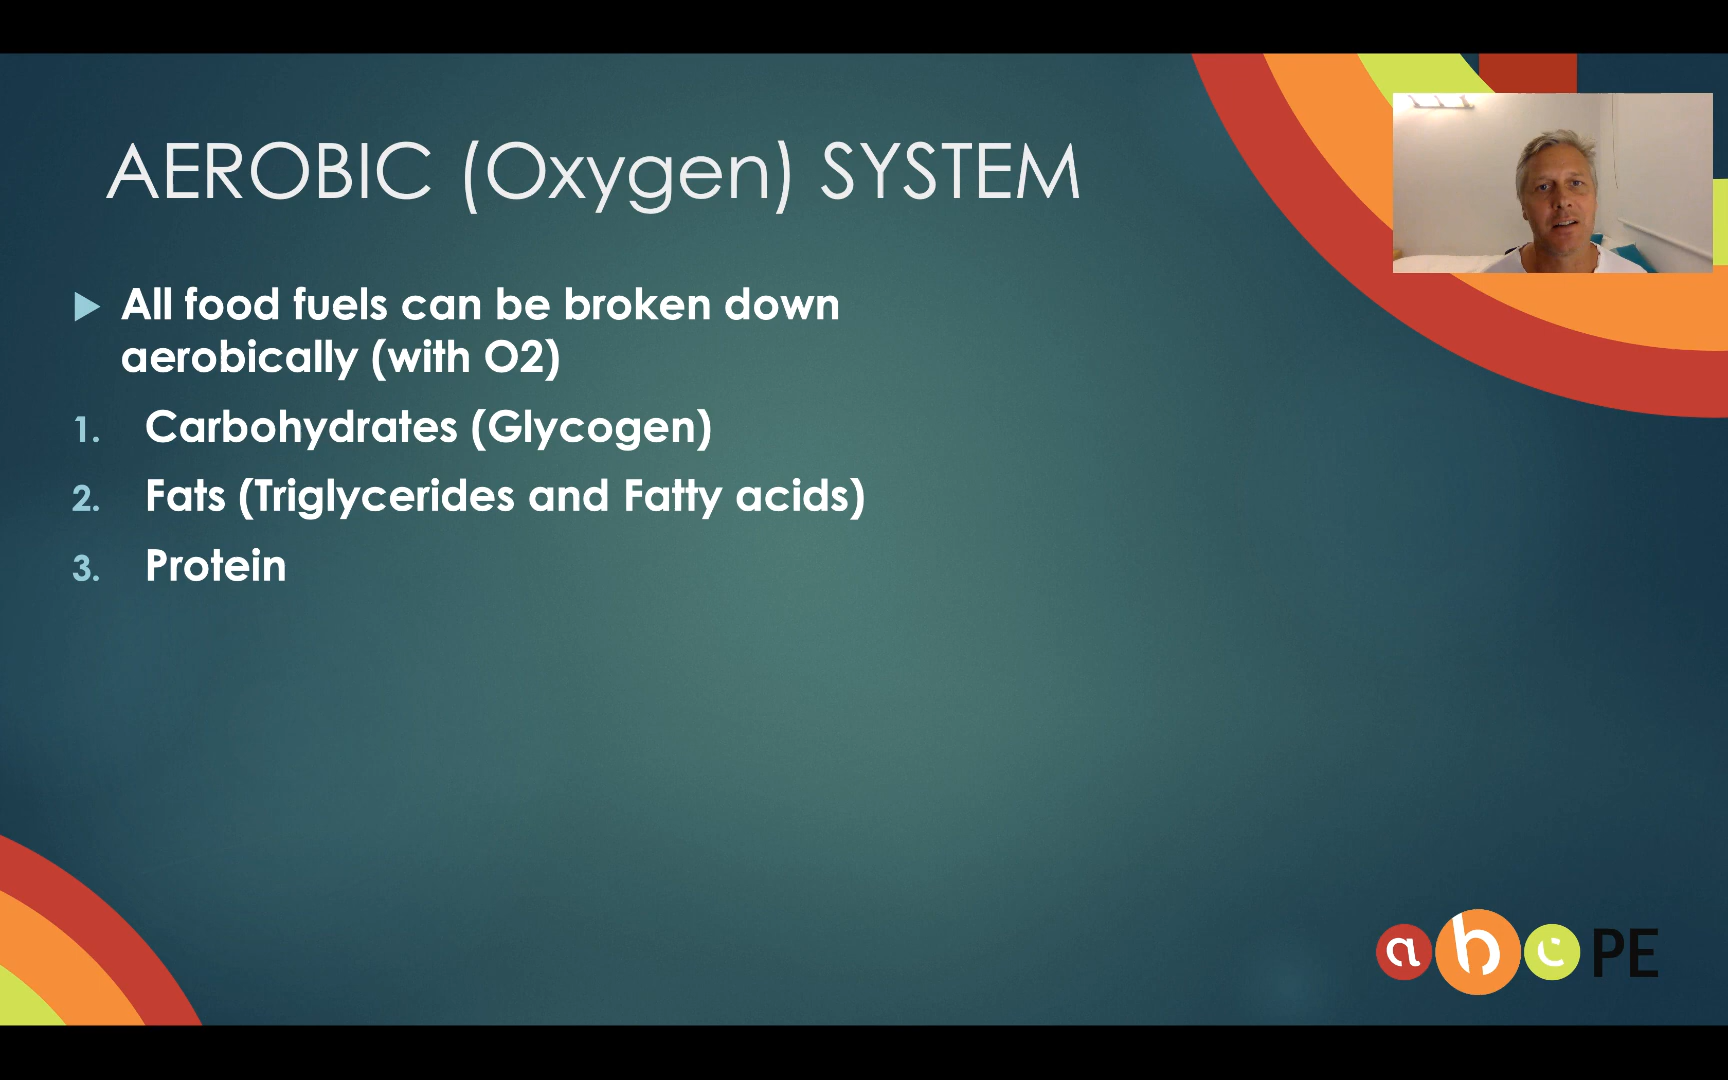 AEROBIC (Oxygen) SYSTEM
All food fuels can be broken down
aerobically (with O2)
1. Carbohydrates (Glycogen)
2. Fats (Triglycerides and Fatty acids)
3. Protein
abc PE